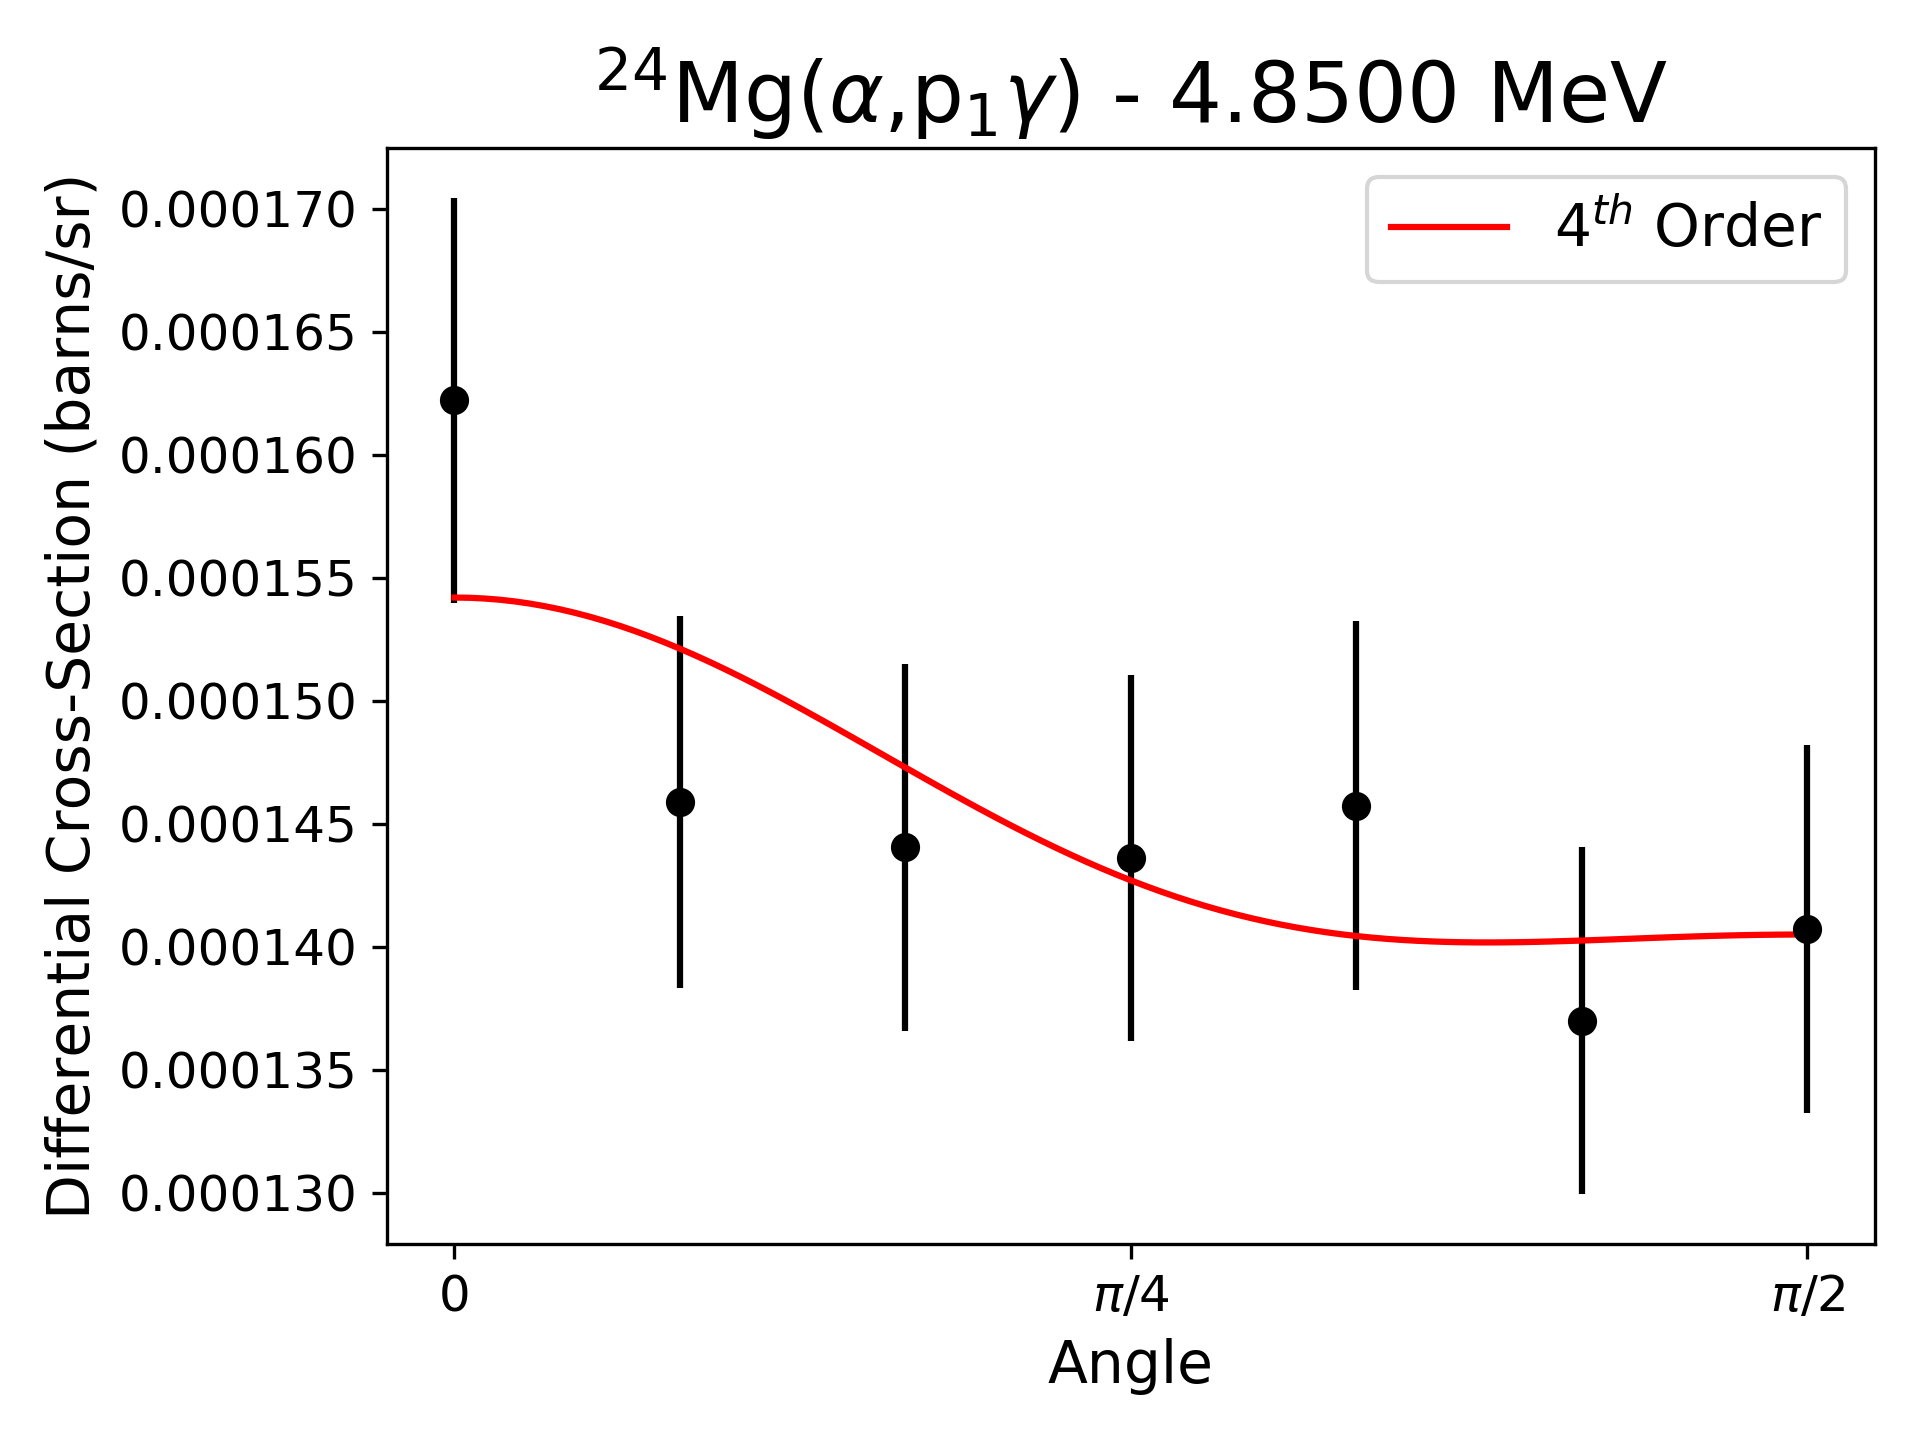 ²⁴Mg(α,p₁γ) - 4.8500 MeV
4ᵗʰ Order
Differential Cross-Section (barns/sr)
0.000170
0.000165
0.000160
0.000155
0.000150
0.000145
0.000140
0.000135
0.000130
0
π/4
π/2
Angle